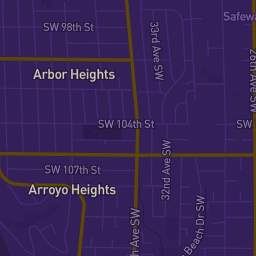 Safewa
SW 98th St
33rd Ave SW
26th Ave SW
Arbor Heights
SW 104th St
SW
SW 107th St
32nd Ave SW
Arroyo Heights
Ave SW
Beach Dr SW